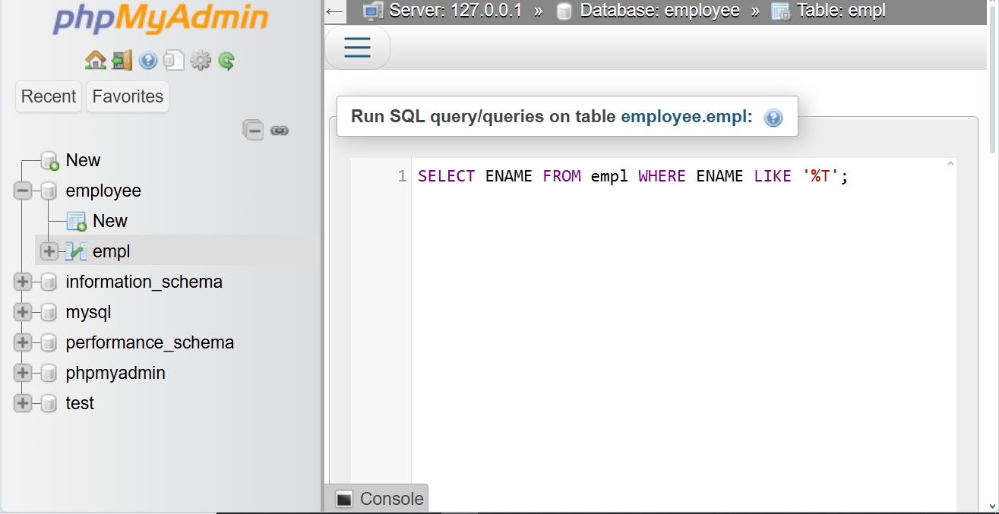 phpMyAdmin
Recent Favorites
New
employee
New
empl
information_schema
mysql
performance_schema
phpmyadmin
test
← Server: 127.0.0.1 » Database: employee » Table: empl
Run SQL query/queries on table employee.empl:
1 SELECT ENAME FROM empl WHERE ENAME LIKE '%T';
Console